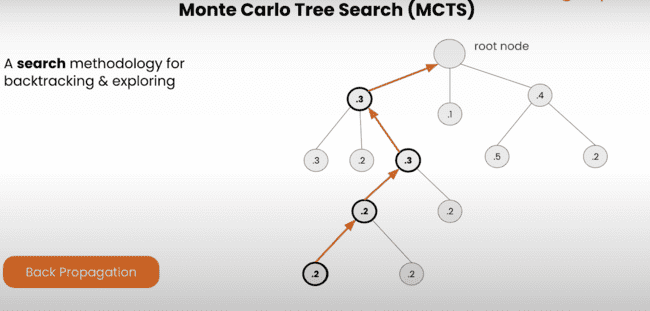 Monte Carlo Tree Search (MCTS)
A search methodology for
backtracking & exploring
root node
.3
.1
.4
.3
.2
.3
.5
.2
.2
.2
.2
.2
Back Propagation